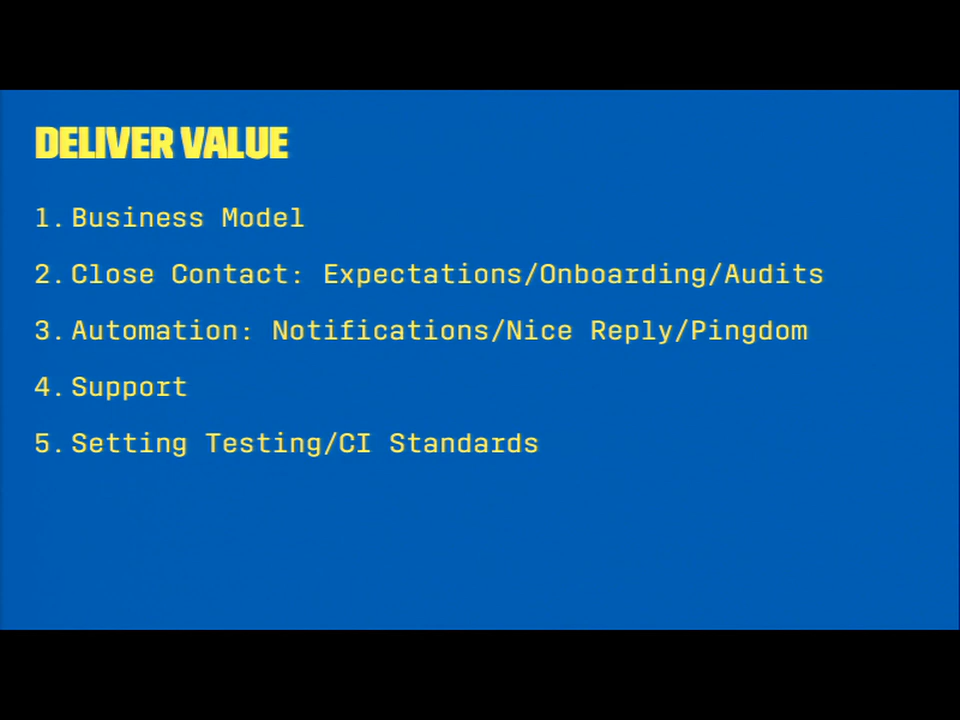 DELIVER VALUE
1. Business Model
2. Close Contact: Expectations/Onboarding/Audits
3. Automation: Notifications/Nice Reply/Pingdom
4. Support
5. Setting Testing/CI Standards